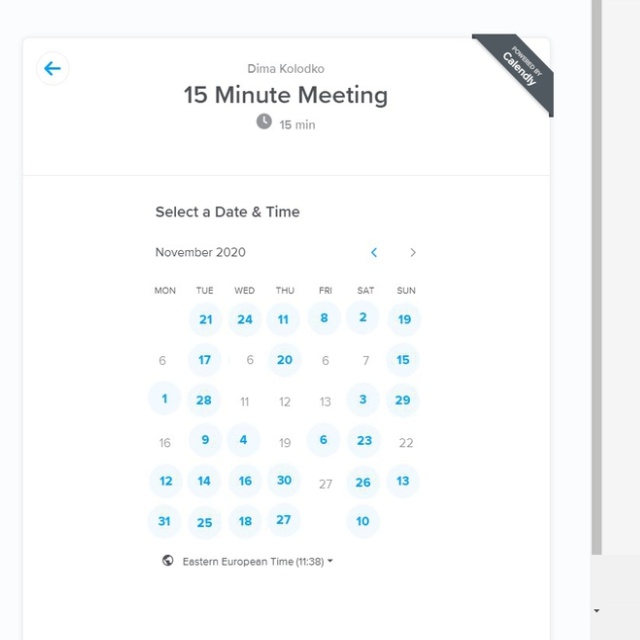 POWERED BY
Calendly
Dima Kolodko
15 Minute Meeting
15 min
Select a Date & Time
November 2020
MON TUE WED THU FRI SAT SUN
21 24 11 8 2 19
6 17 6 20 6 7 15
1 28 11 12 13 3 29
16 9 4 19 6 23 22
12 14 16 30 27 26 13
31 25 18 27 10
Eastern European Time (11:38)